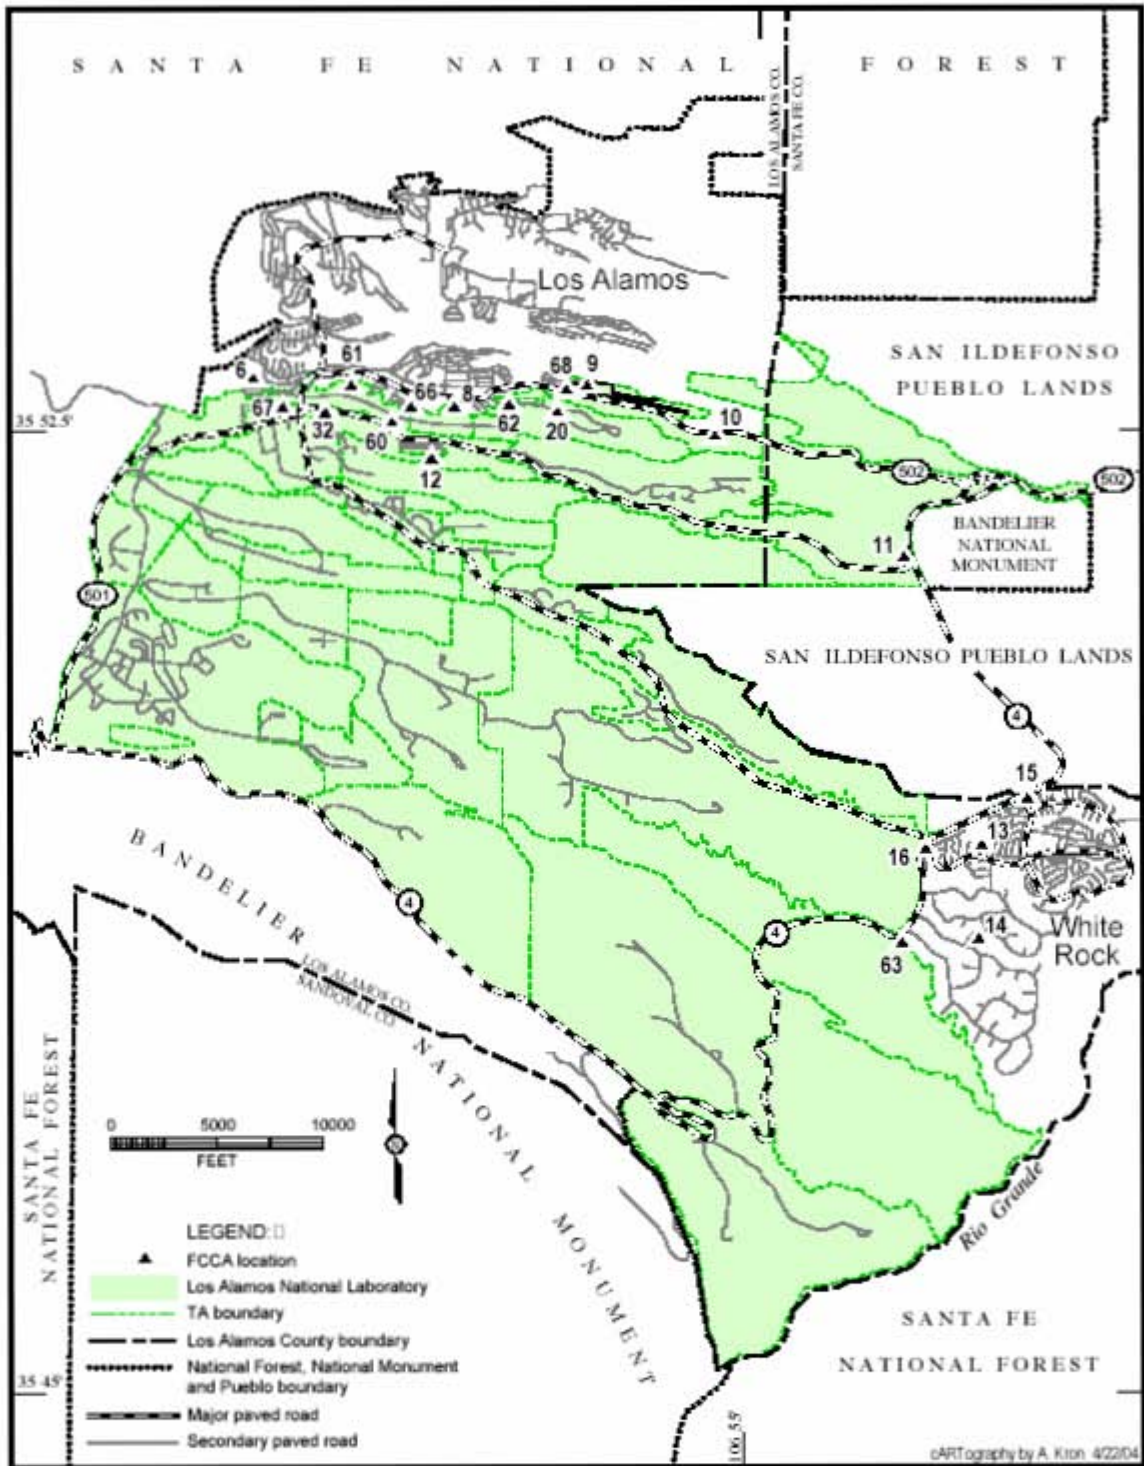 SANTA FE NATIONAL FOREST
LOS ALAMOS CO.
SANTA FE CO.
Los Alamos
SAN ILDEFONSO
PUEBLO LANDS
61
6
68
9
66
8
67
32
60
62
20
10
12
35 52.5'
502
502
BANDELIER
NATIONAL
MONUMENT
11
501
SAN ILDEFONSO PUEBLO LANDS
4
15
13
16
14
White
Rock
63
4
4
BANDELIER NATIONAL MONUMENT
LOS ALAMOS CO.
SANDOVAL CO.
SANTA FE
NATIONAL FOREST
0 5000 10000
FEET
N
Rio Grande
SANTA FE
NATIONAL FOREST
LEGEND:
FCCA location
Los Alamos National Laboratory
TA boundary
Los Alamos County boundary
National Forest, National Monument
and Pueblo boundary
Major paved road
Secondary paved road
35 45'
106 55'
cARTography by A. Kron 4/22/04